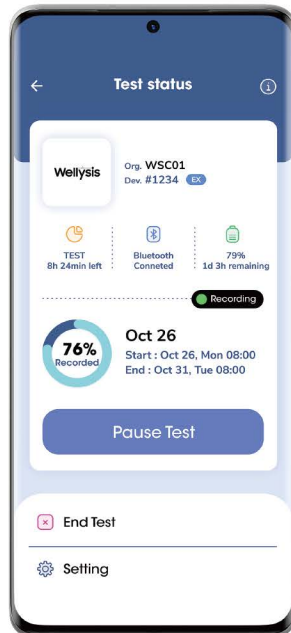 Test status
Wellysis
Org. WSC01
Dev. #1234 EX
TEST
8h 24min left
Bluetooth
Conneted
79%
1d 3h remaining
Recording
76%
Recorded
Oct 26
Start : Oct 26, Mon 08:00
End : Oct 31, Tue 08:00
Pause Test
End Test
Setting